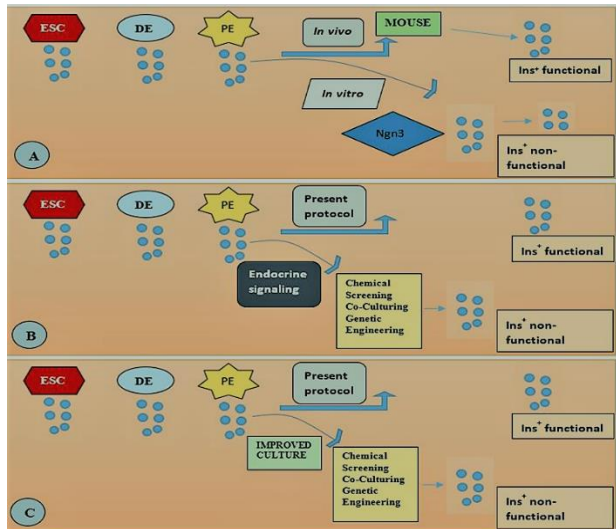 ESC
DE
PE
In vivo
MOUSE
Ins+ functional
In vitro
Ngn3
Ins+ non-
functional
A
ESC
DE
PE
Present
protocol
Ins+ functional
Endocrine
signaling
Chemical
Screening
Co-Culturing
Genetic
Engineering
Ins+ non-
functional
B
ESC
DE
PE
Present
protocol
Ins+ functional
IMPROVED
CULTURE
Chemical
Screening
Co-Culturing
Genetic
Engineering
Ins+ non-
functional
C